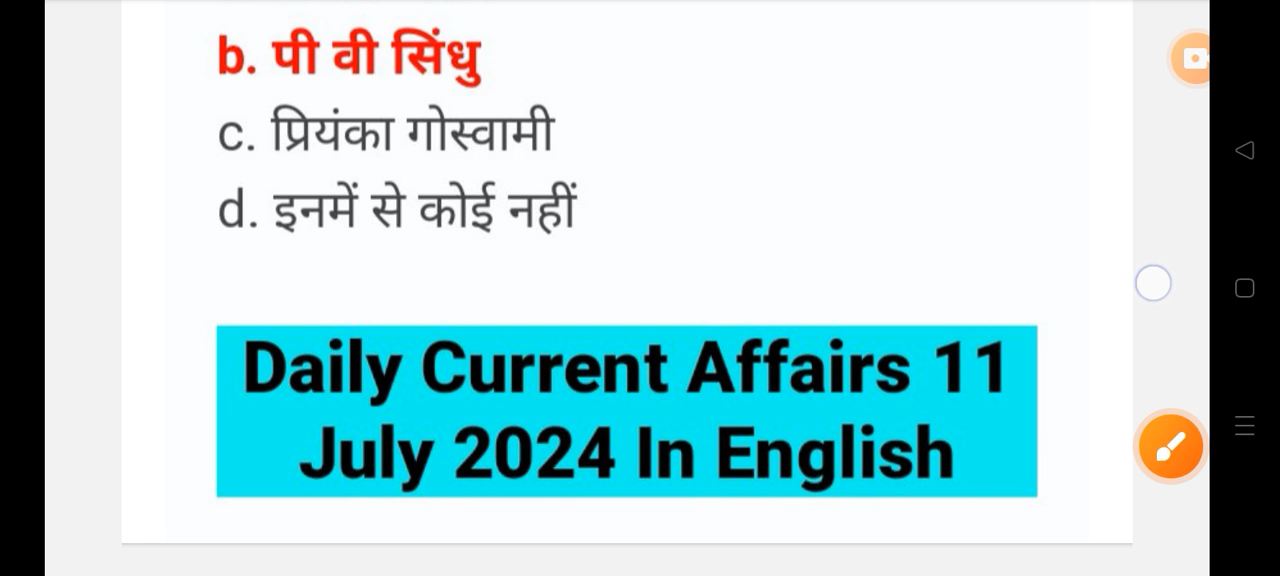 b. पी वी सिंधु
c. प्रियंका गोस्वामी
d. इनमें से कोई नहीं
Daily Current Affairs 11
July 2024 In English